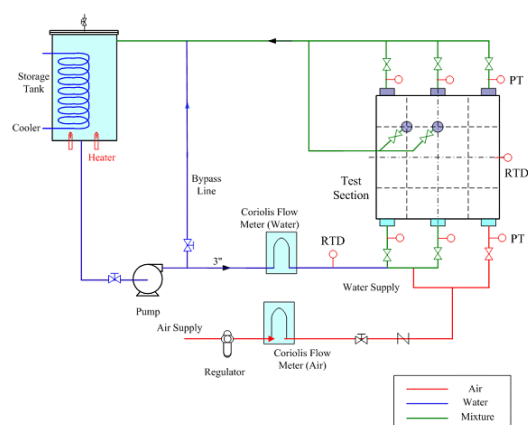 Storage
Tank
Cooler
Heater
Bypass
Line
PT
RTD
Test
Section
Coriolis Flow
Meter (Water)
RTD
PT
3"
Water Supply
Pump
Air Supply
Regulator
Coriolis Flow
Meter (Air)
Air
Water
Mixture